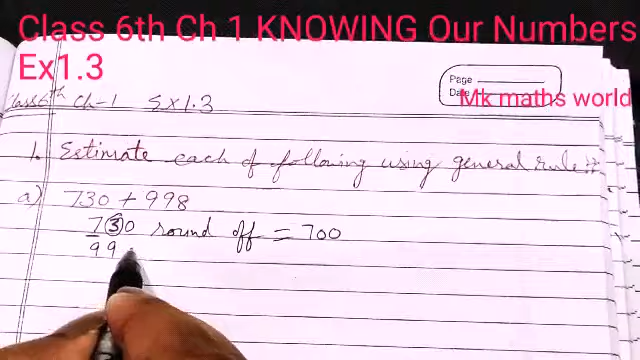 Class 6th Ch 1 KNOWING Our Numbers
Ex1.3
Page
Date
Mk maths world
Class 6th Ch-1 Ex 1.3
1. Estimate each of following using general rule:
a) 730 + 998
730 round off = 700
99